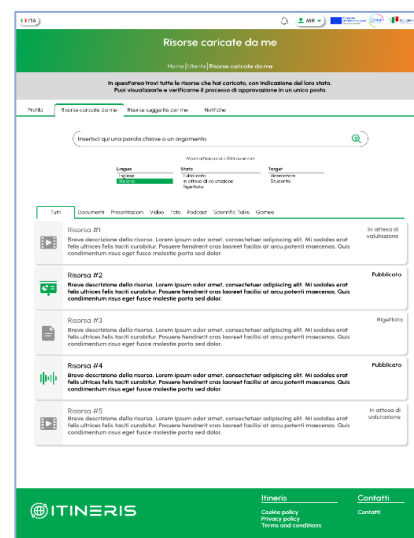 ITA
MR
Risorse caricate da me
Home | Utente | Risorse caricate da me
In quest'area trovi tutte le risorse che hai caricato, con indicazione del loro stato.
Puoi visualizzare e verificarne il processo di approvazione in un unico posto.
Profilo
Risorse caricate da me
Risorse suggerite per me
Notifiche
Inserisci qui una parola chiave o un argomento
Lingua
Stato
Target
Inglese
Pubblicata
Ricercatore
Italiano
In attesa di valutazione
Studente
Rigettata
Tutti
Documenti
Presentazioni
Video
Foto
Podcast
Scientific Talks
Games
Risorsa #1
In attesa di
valutazione
Breve descrizione della risorsa. Lorem ipsum odor amet, consectetuer adipiscing elit. Mi sodales erat
felis ultrices felis taciti curabitur. Posuere hendrerit cras laoreet facilisi at arcu potenti maecenas. Quis
condimentum risus eget fusce molestie porta sed dolor.
Risorsa #2
Pubblicata
Breve descrizione della risorsa. Lorem ipsum odor amet, consectetuer adipiscing elit. Mi sodales erat
felis ultrices felis taciti curabitur. Posuere hendrerit cras laoreet facilisi at arcu potenti maecenas. Quis
condimentum risus eget fusce molestie porta sed dolor.
Risorsa #3
Rigettata
Breve descrizione della risorsa. Lorem ipsum odor amet, consectetuer adipiscing elit. Mi sodales erat
felis ultrices felis taciti curabitur. Posuere hendrerit cras laoreet facilisi at arcu potenti maecenas. Quis
condimentum risus eget fusce molestie porta sed dolor.
Risorsa #4
Pubblicata
Breve descrizione della risorsa. Lorem ipsum odor amet, consectetuer adipiscing elit. Mi sodales erat
felis ultrices felis taciti curabitur. Posuere hendrerit cras laoreet facilisi at arcu potenti maecenas. Quis
condimentum risus eget fusce molestie porta sed dolor.
Risorsa #5
In attesa di
valutazione
Breve descrizione della risorsa. Lorem ipsum odor amet, consectetuer adipiscing elit. Mi sodales erat
felis ultrices felis taciti curabitur. Posuere hendrerit cras laoreet facilisi at arcu potenti maecenas. Quis
condimentum risus eget fusce molestie porta sed dolor.
ITINERIS
Itineris
Cookie policy
Privacy policy
Terms and conditions
Contatti
Contatti